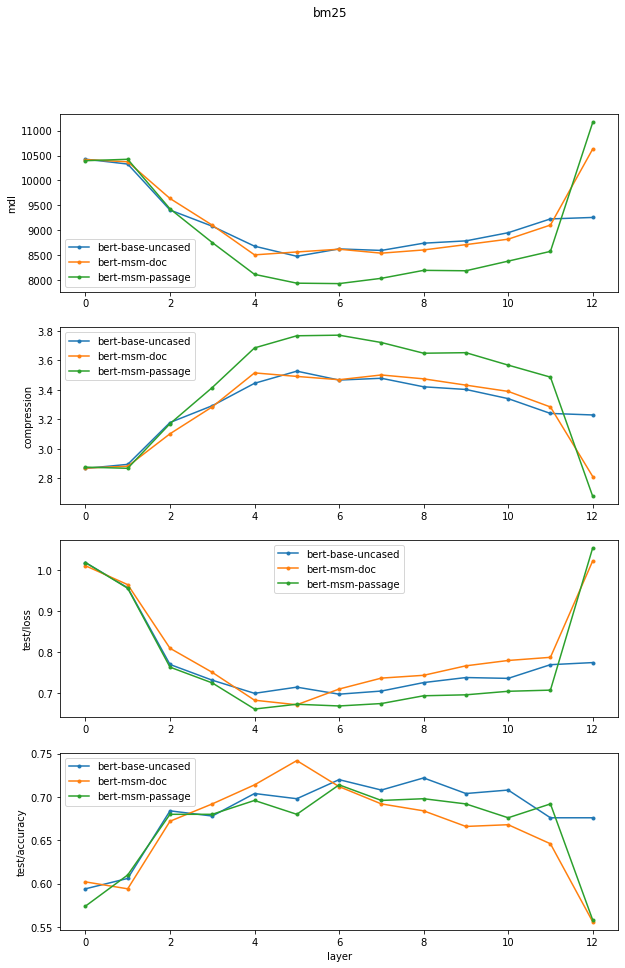 bm25
mdl
11000
10500
10000
9500
9000
8500
8000
bert-base-uncased
bert-msm-doc
bert-msm-passage
0 2 4 6 8 10 12
compression
3.8
3.6
3.4
3.2
3.0
2.8
bert-base-uncased
bert-msm-doc
bert-msm-passage
0 2 4 6 8 10 12
test/loss
1.0
0.9
0.8
0.7
bert-base-uncased
bert-msm-doc
bert-msm-passage
0 2 4 6 8 10 12
test/accuracy
0.75
0.70
0.65
0.60
0.55
bert-base-uncased
bert-msm-doc
bert-msm-passage
0 2 4 6 8 10 12
layer